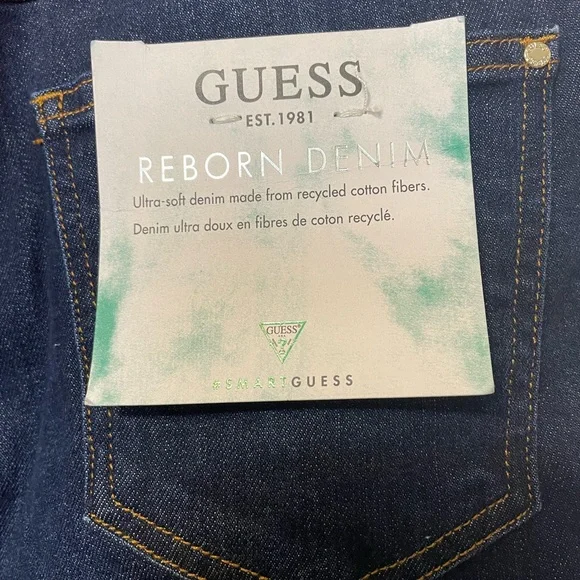 GUESS
EST.1981
REBORN DENIM
Ultra-soft denim made from recycled cotton fibers.
Denim ultra doux en fibres de coton recyclé.
GUESS
#SMARTGUESS